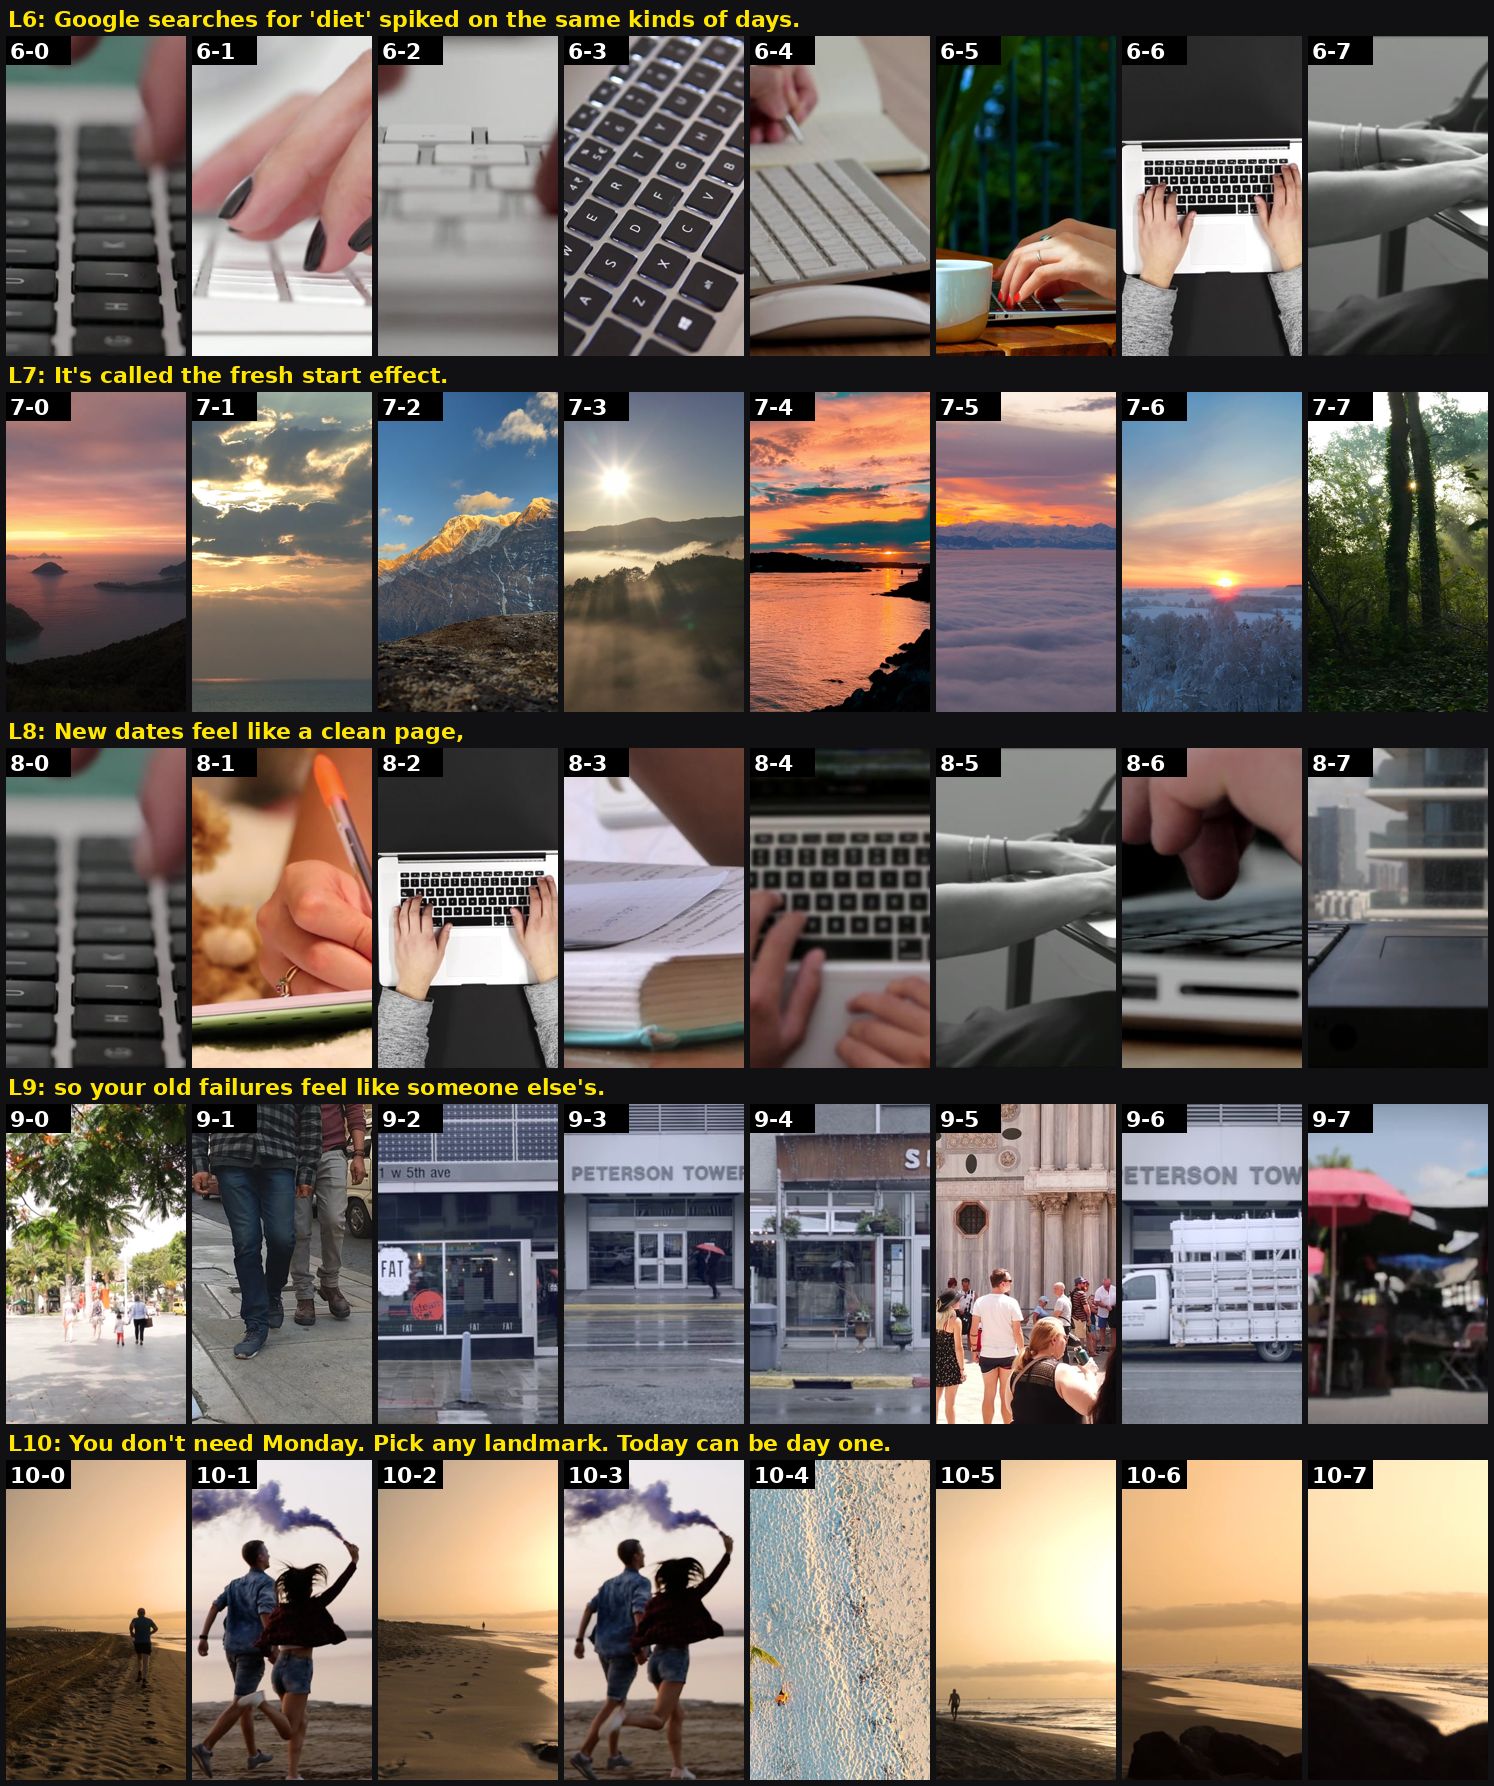 L6: Google searches for 'diet' spiked on the same kinds of days.
6-0 6-1 6-2 6-3 6-4 6-5 6-6 6-7
L7: It's called the fresh start effect.
7-0 7-1 7-2 7-3 7-4 7-5 7-6 7-7
L8: New dates feel like a clean page,
8-0 8-1 8-2 8-3 8-4 8-5 8-6 8-7
L9: so your old failures feel like someone else's.
9-0 9-1 9-2 9-3 9-4 9-5 9-6 9-7
1 w 5th ave
PETERSON TOWER
S
ETERSON TOW
FAT
FAT FAT FAT
L10: You don't need Monday. Pick any landmark. Today can be day one.
10-0 10-1 10-2 10-3 10-4 10-5 10-6 10-7